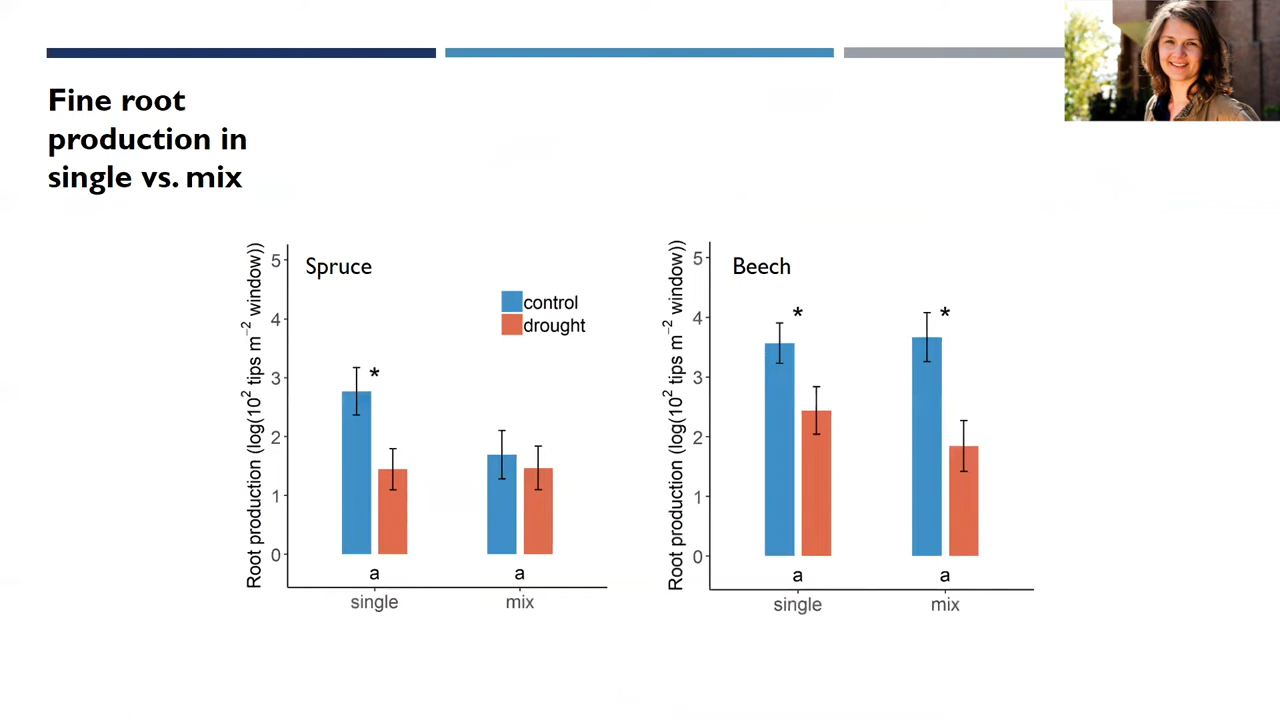 Fine root
production in
single vs. mix
Root production (log(10² tips m⁻² window))
5
4
3
2
1
0
Spruce
control
drought
*
a
a
single
mix
Root production (log(10² tips m⁻² window))
5
4
3
2
1
0
Beech
*
*
a
a
single
mix